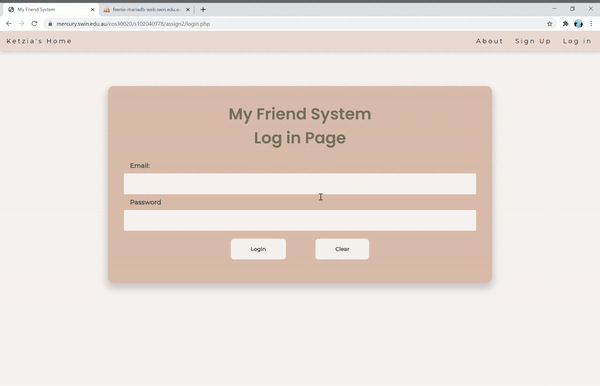 My Friend System
feenix-mariadb-web.swin.edu.a
mercury.swin.edu.au/cos30020/s102040778/assign2/login.php
Ketzia's Home
About Sign Up Log in
My Friend System
Log in Page
Email:
Password
Login Clear